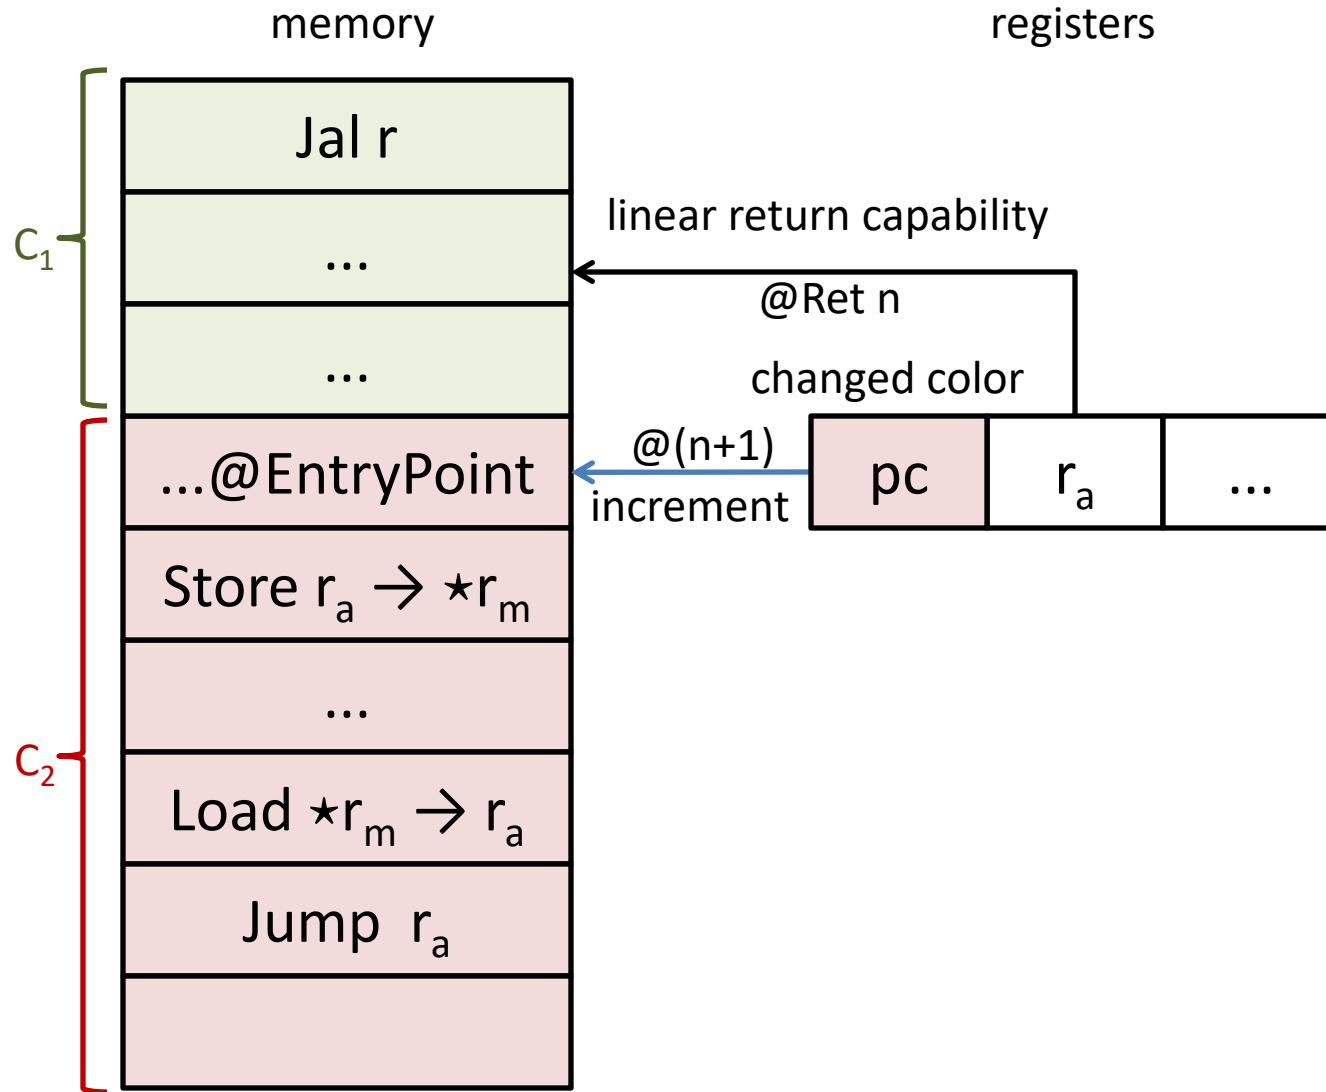 memory
registers
Jal r
linear return capability
C₁
...
@Ret n
...
changed color
...@EntryPoint
@(n+1)
increment
pc
rₐ
...
Store rₐ → ⋆rₘ
...
C₂
Load ⋆rₘ → rₐ
Jump rₐ